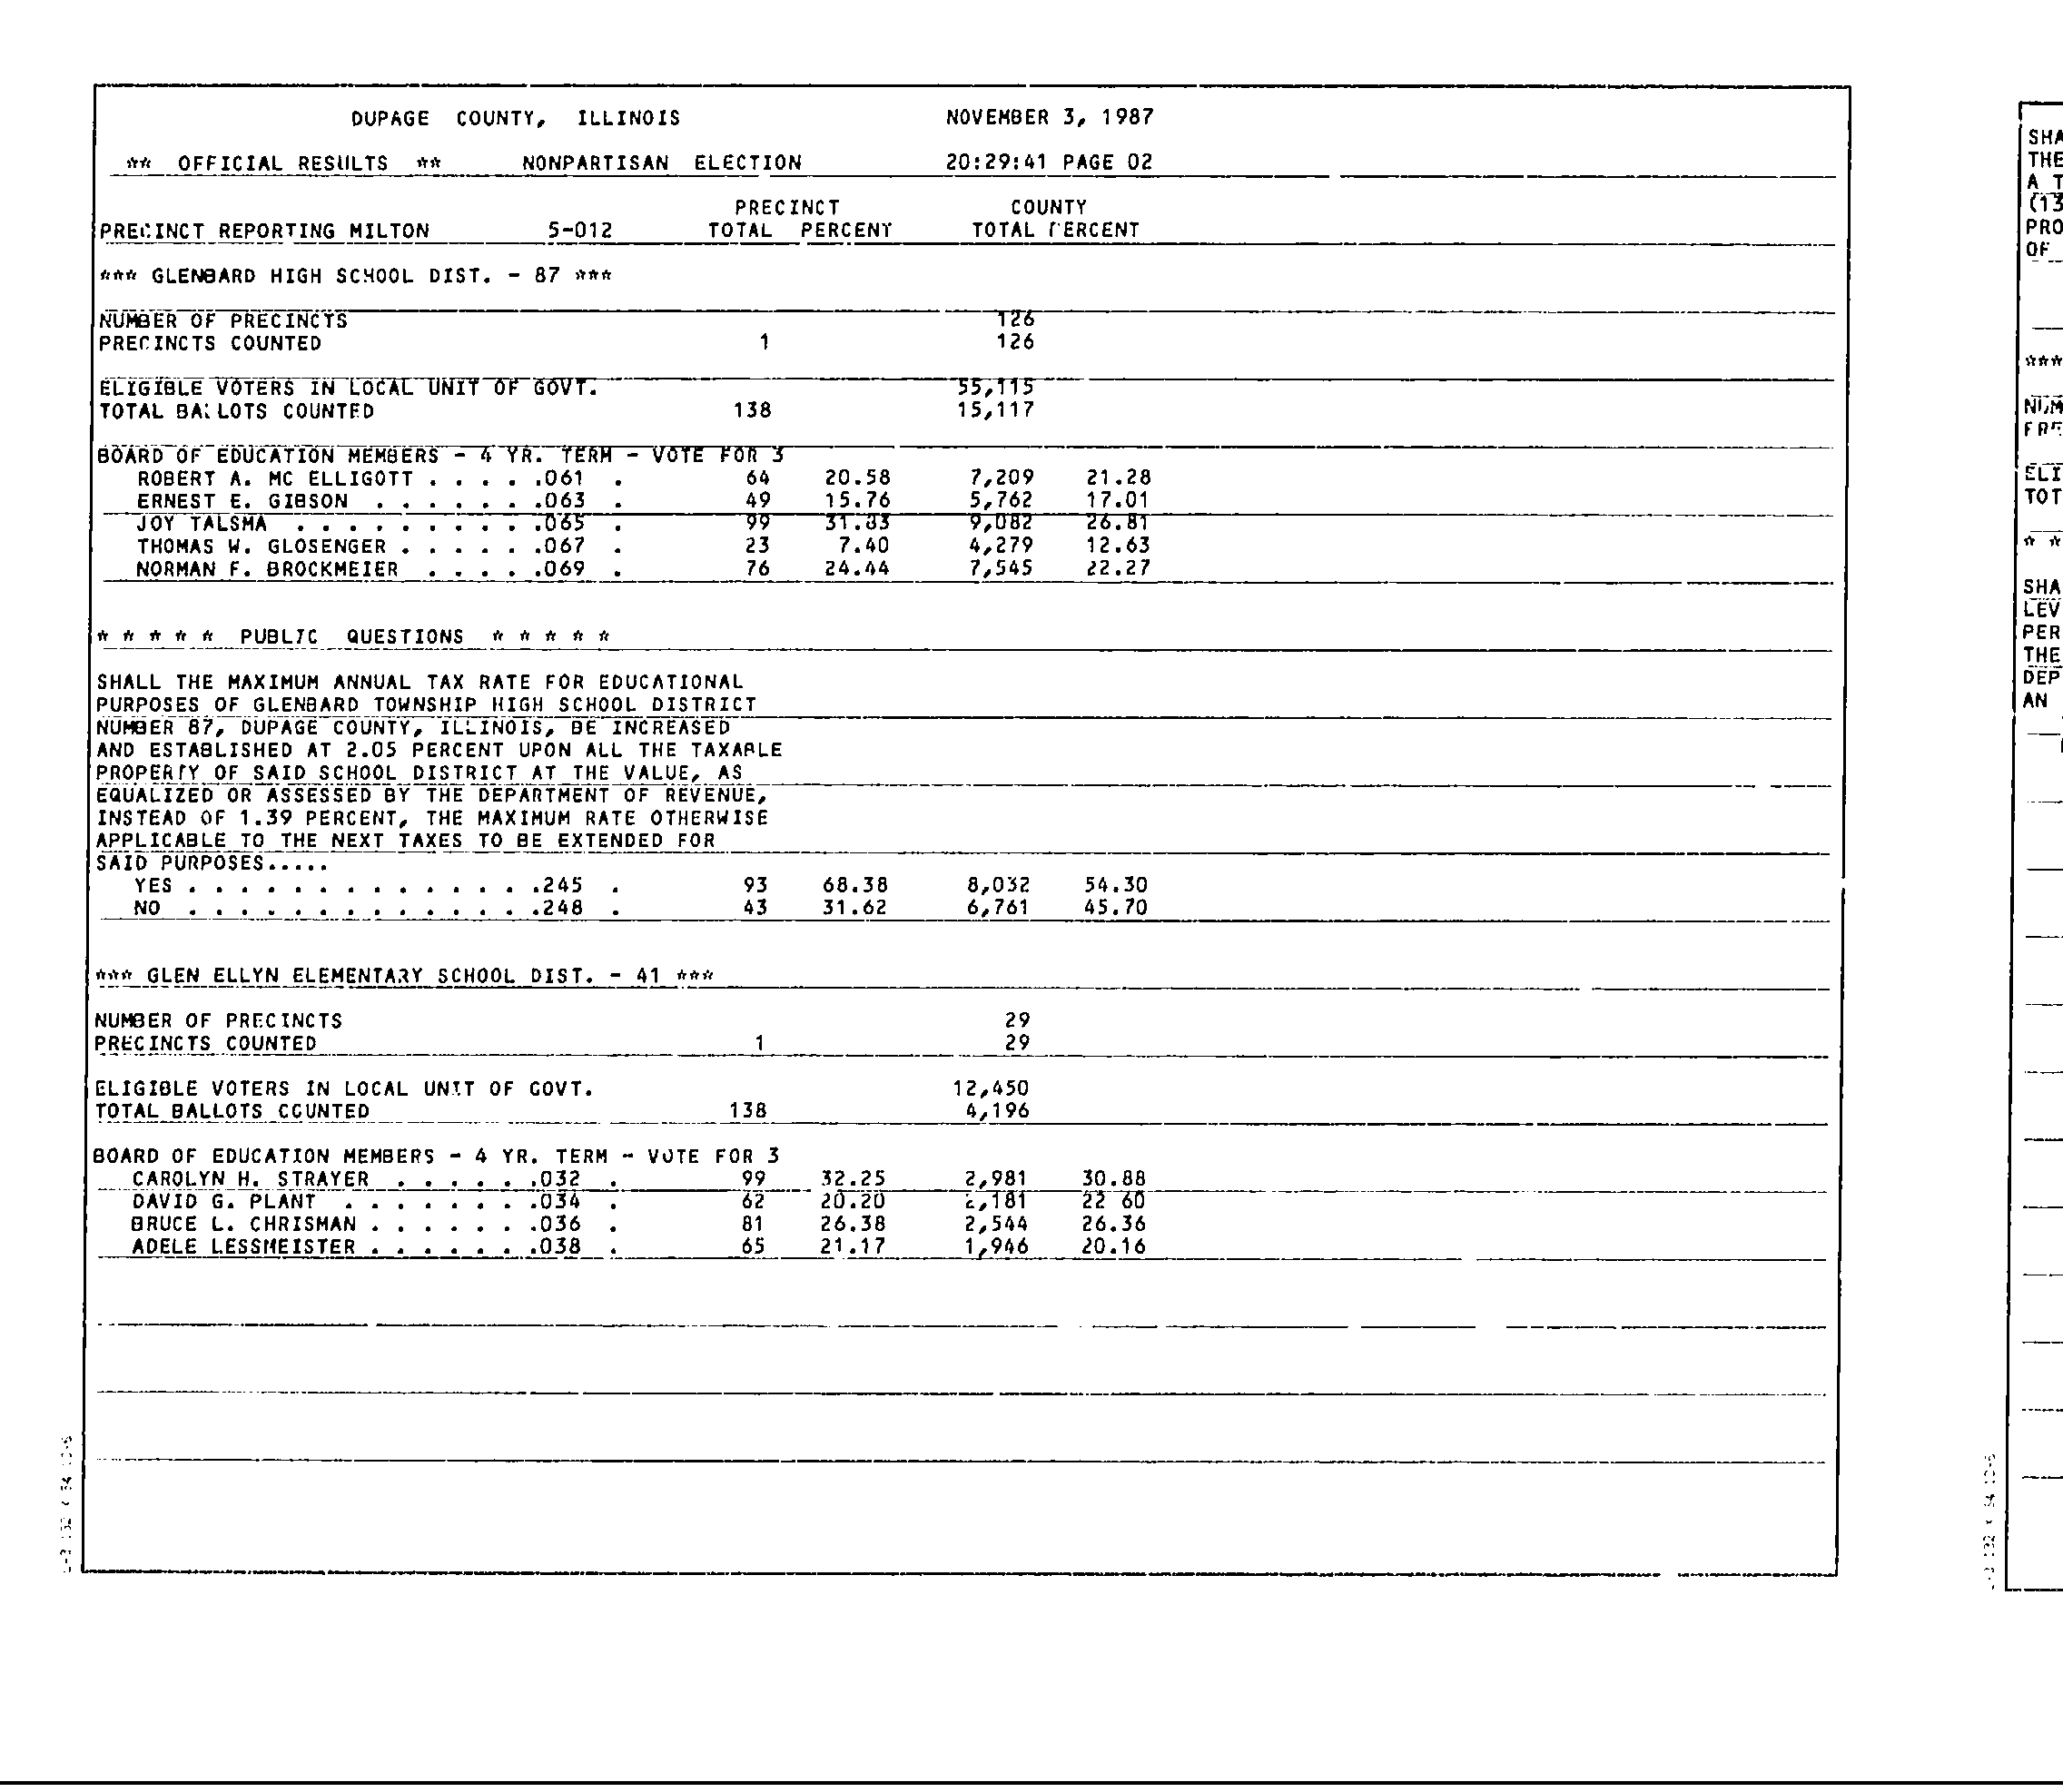 DUPAGE COUNTY, ILLINOIS NOVEMBER 3, 1987
** OFFICIAL RESULTS ** NONPARTISAN ELECTION 20:29:41 PAGE 02
PRECINCT COUNTY
PRECINCT REPORTING MILTON 5-012 TOTAL PERCENT TOTAL PERCENT
*** GLENBARD HIGH SCHOOL DIST. - 87 ***
NUMBER OF PRECINCTS 126
PRECINCTS COUNTED 1 126
ELIGIBLE VOTERS IN LOCAL UNIT OF GOVT. 55,115
TOTAL BALLOTS COUNTED 138 15,117
BOARD OF EDUCATION MEMBERS - 4 YR. TERM - VOTE FOR 3
ROBERT A. MC ELLIGOTT . . . . .061 . 64 20.58 7,209 21.28
ERNEST E. GIBSON . . . . . . .063 . 49 15.76 5,762 17.01
JOY TALSMA . . . . . . . . . .065 . 99 31.83 9,082 26.81
THOMAS W. GLOSENGER . . . . . .067 . 23 7.40 4,279 12.63
NORMAN F. BROCKMEIER . . . . .069 . 76 24.44 7,545 22.27
* * * * * PUBLIC QUESTIONS * * * * *
SHALL THE MAXIMUM ANNUAL TAX RATE FOR EDUCATIONAL
PURPOSES OF GLENBARD TOWNSHIP HIGH SCHOOL DISTRICT
NUMBER 87, DUPAGE COUNTY, ILLINOIS, BE INCREASED
AND ESTABLISHED AT 2.05 PERCENT UPON ALL THE TAXABLE
PROPERTY OF SAID SCHOOL DISTRICT AT THE VALUE, AS
EQUALIZED OR ASSESSED BY THE DEPARTMENT OF REVENUE,
INSTEAD OF 1.39 PERCENT, THE MAXIMUM RATE OTHERWISE
APPLICABLE TO THE NEXT TAXES TO BE EXTENDED FOR
SAID PURPOSES.....
YES . . . . . . . . . . . . . .245 . 93 68.38 8,032 54.30
NO . . . . . . . . . . . . . .248 . 43 31.62 6,761 45.70
*** GLEN ELLYN ELEMENTARY SCHOOL DIST. - 41 ***
NUMBER OF PRECINCTS 29
PRECINCTS COUNTED 1 29
ELIGIBLE VOTERS IN LOCAL UNIT OF GOVT. 12,450
TOTAL BALLOTS COUNTED 138 4,196
BOARD OF EDUCATION MEMBERS - 4 YR. TERM - VOTE FOR 3
CAROLYN H. STRAYER . . . . . .032 . 99 32.25 2,981 30.88
DAVID G. PLANT . . . . . . . .034 . 62 20.20 2,181 22 60
BRUCE L. CHRISMAN . . . . . . .036 . 81 26.38 2,544 26.36
ADELE LESSMEISTER . . . . . . .038 . 65 21.17 1,946 20.16
SHA
THE
A T
(13
PRO
OF
***
NUM
PRE
ELI
TOT
* *
SHA
LEV
PER
THE
DEP
AN